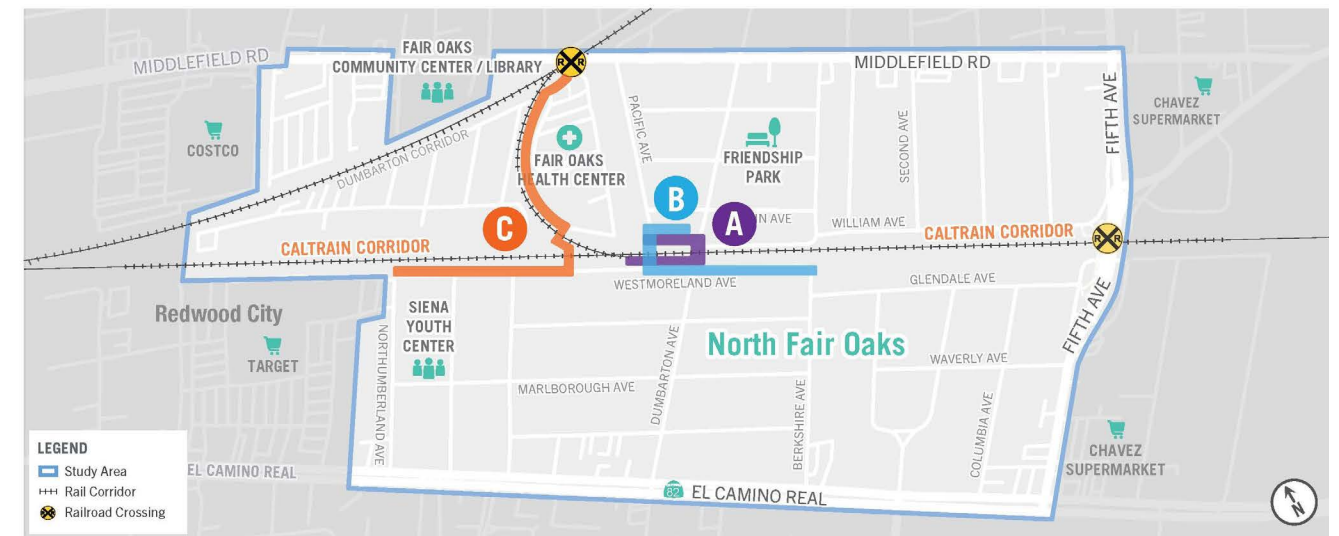 FAIR OAKS
COMMUNITY CENTER / LIBRARY
MIDDLEFIELD RD
R R
MIDDLEFIELD RD
FIFTH AVE
CHAVEZ
SUPERMARKET
COSTCO
DUMBARTON CORRIDOR
PACIFIC AVE
FAIR OAKS
HEALTH CENTER
FRIENDSHIP
PARK
SECOND AVE
B
A
C
IN AVE
WILLIAM AVE
CALTRAIN CORRIDOR
CALTRAIN CORRIDOR
R R
WESTMORELAND AVE
GLENDALE AVE
FIFTH AVE
Redwood City
TARGET
SIENA
YOUTH
CENTER
NORTHUMBERLAND AVE
North Fair Oaks
DUMBARTON AVE
WAVERLY AVE
MARLBOROUGH AVE
BERKSHIRE AVE
COLUMBIA AVE
CHAVEZ
SUPERMARKET
LEGEND
Study Area
Rail Corridor
Railroad Crossing
EL CAMINO REAL
82 EL CAMINO REAL
N